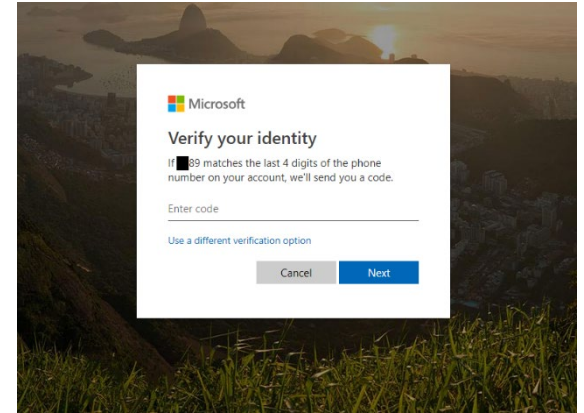 Microsoft
Verify your identity
If 89 matches the last 4 digits of the phone
number on your account, we'll send you a code.
Enter code
Use a different verification option
Cancel
Next